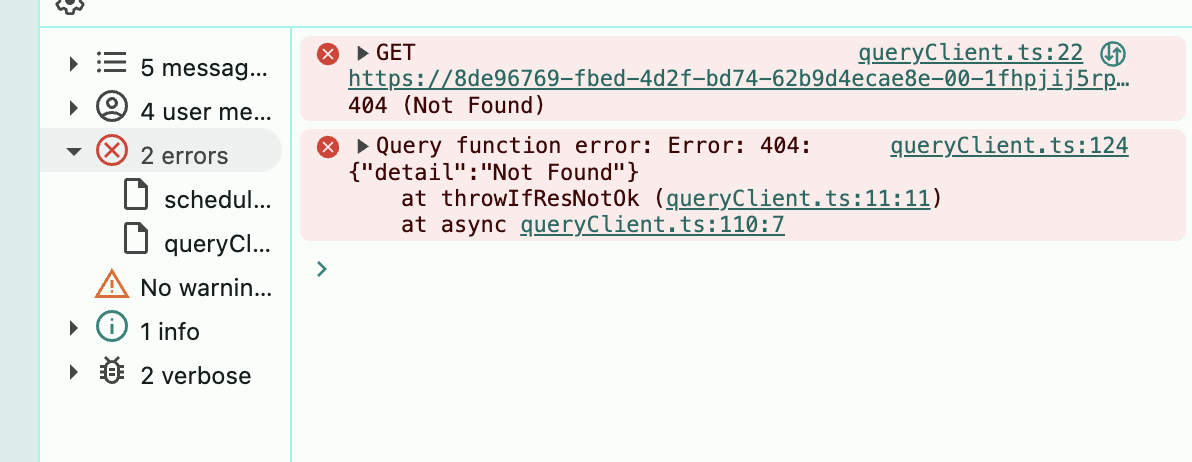 5 messag...
4 user me...
2 errors
schedul...
queryCl...
No warnin...
1 info
2 verbose
GET queryClient.ts:22
https://8de96769-fbed-4d2f-bd74-62b9d4ecae8e-00-1fhpjij5rp…
404 (Not Found)
Query function error: Error: 404: queryClient.ts:124
{"detail":"Not Found"}
at throwIfResNotOk (queryClient.ts:11:11)
at async queryClient.ts:110:7